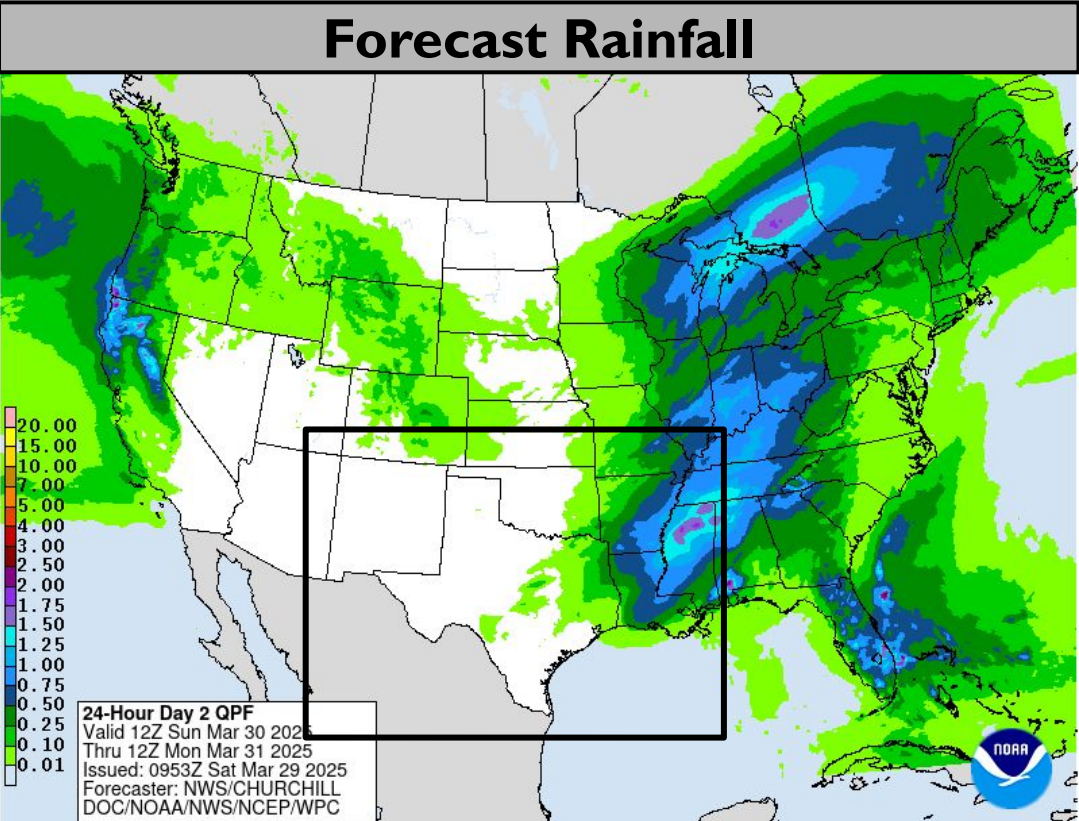 Forecast Rainfall
20.00
15.00
10.00
7.00
5.00
4.00
3.00
2.50
2.00
1.75
1.50
1.25
1.00
0.75
0.50
0.25
0.10
0.01
24-Hour Day 2 QPF
Valid 12Z Sun Mar 30 2025
Thru 12Z Mon Mar 31 2025
Issued: 0953Z Sat Mar 29 2025
Forecaster: NWS/CHURCHILL
DOC/NOAA/NWS/NCEP/WPC
NOAA